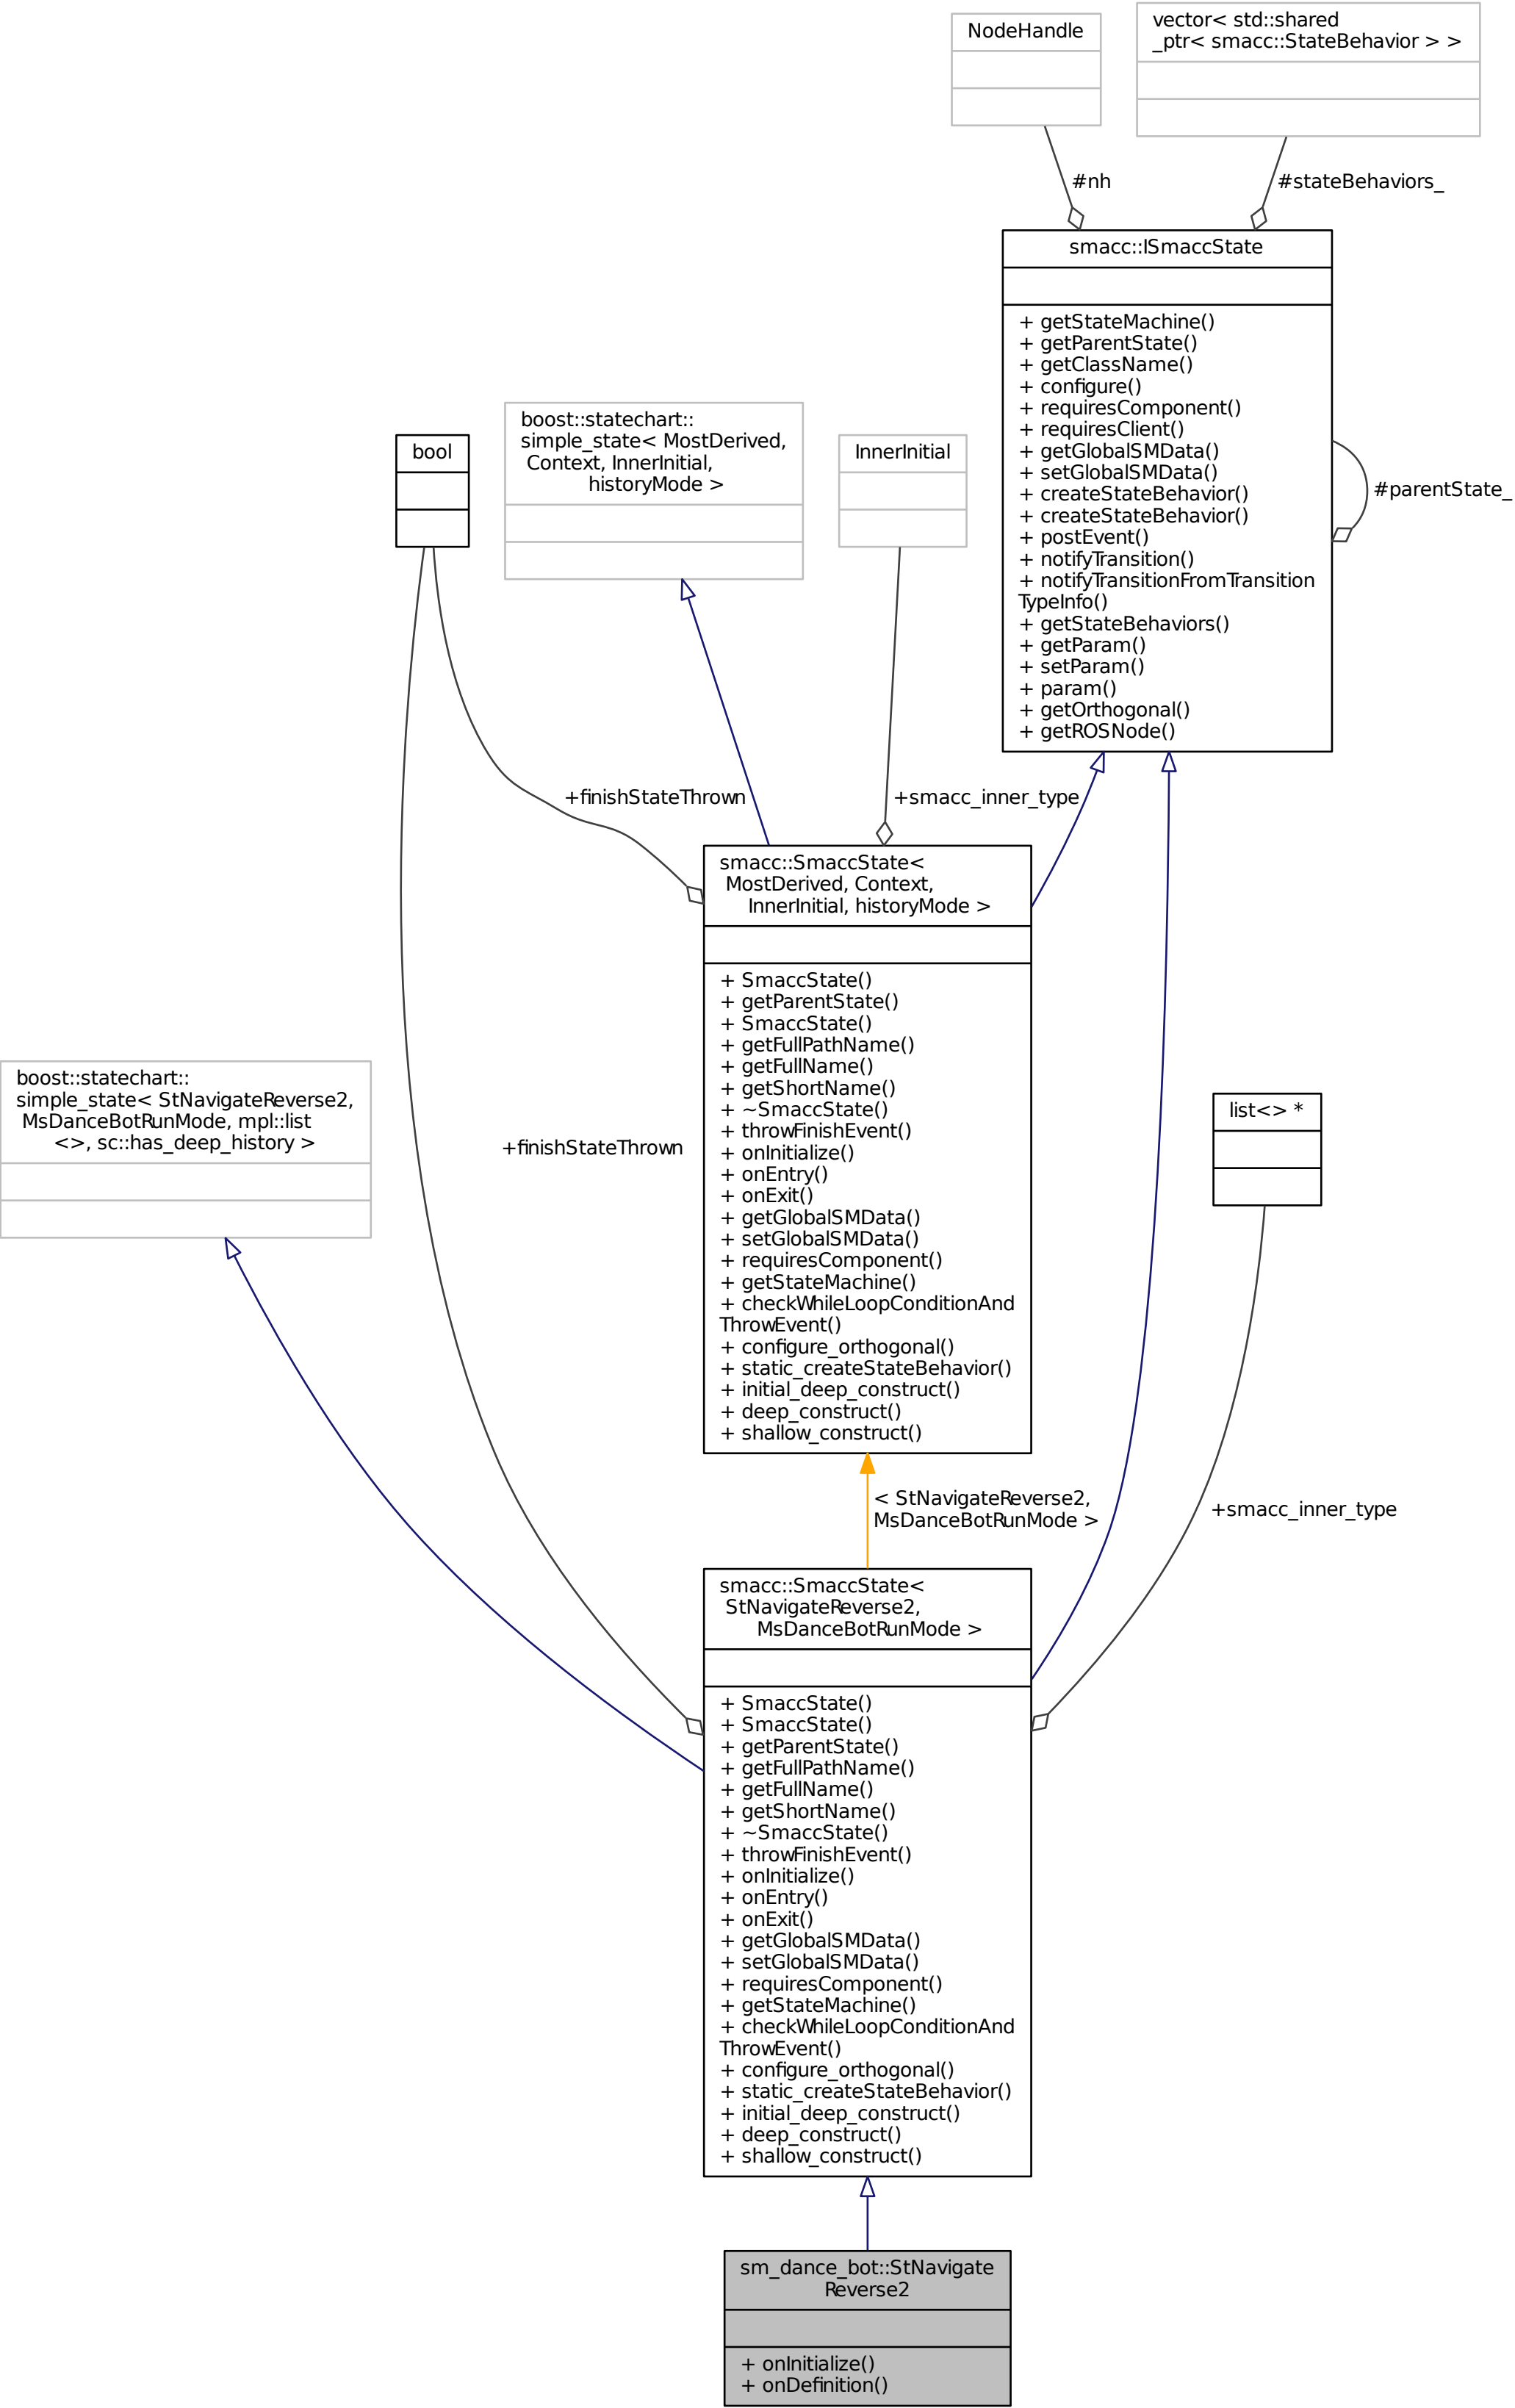 NodeHandle
vector< std::shared
_ptr< smacc::StateBehavior > >
#nh
#stateBehaviors_
smacc::ISmaccState
+ getStateMachine()
+ getParentState()
+ getClassName()
+ configure()
+ requiresComponent()
+ requiresClient()
+ getGlobalSMData()
+ setGlobalSMData()
+ createStateBehavior()
+ createStateBehavior()
+ postEvent()
+ notifyTransition()
+ notifyTransitionFromTransition
TypeInfo()
+ getStateBehaviors()
+ getParam()
+ setParam()
+ param()
+ getOrthogonal()
+ getROSNode()
#parentState_
bool
boost::statechart::
simple_state< MostDerived,
Context, InnerInitial,
historyMode >
InnerInitial
+finishStateThrown
+smacc_inner_type
smacc::SmaccState<
MostDerived, Context,
InnerInitial, historyMode >
+ SmaccState()
+ getParentState()
+ SmaccState()
+ getFullPathName()
+ getFullName()
+ getShortName()
+ ~SmaccState()
+ throwFinishEvent()
+ onInitialize()
+ onEntry()
+ onExit()
+ getGlobalSMData()
+ setGlobalSMData()
+ requiresComponent()
+ getStateMachine()
+ checkWhileLoopConditionAnd
ThrowEvent()
+ configure_orthogonal()
+ static_createStateBehavior()
+ initial_deep_construct()
+ deep_construct()
+ shallow_construct()
boost::statechart::
simple_state< StNavigateReverse2,
MsDanceBotRunMode, mpl::list
<>, sc::has_deep_history >
+finishStateThrown
list<> *
< StNavigateReverse2,
MsDanceBotRunMode >
+smacc_inner_type
smacc::SmaccState<
StNavigateReverse2,
MsDanceBotRunMode >
+ SmaccState()
+ SmaccState()
+ getParentState()
+ getFullPathName()
+ getFullName()
+ getShortName()
+ ~SmaccState()
+ throwFinishEvent()
+ onInitialize()
+ onEntry()
+ onExit()
+ getGlobalSMData()
+ setGlobalSMData()
+ requiresComponent()
+ getStateMachine()
+ checkWhileLoopConditionAnd
ThrowEvent()
+ configure_orthogonal()
+ static_createStateBehavior()
+ initial_deep_construct()
+ deep_construct()
+ shallow_construct()
sm_dance_bot::StNavigate
Reverse2
+ onInitialize()
+ onDefinition()